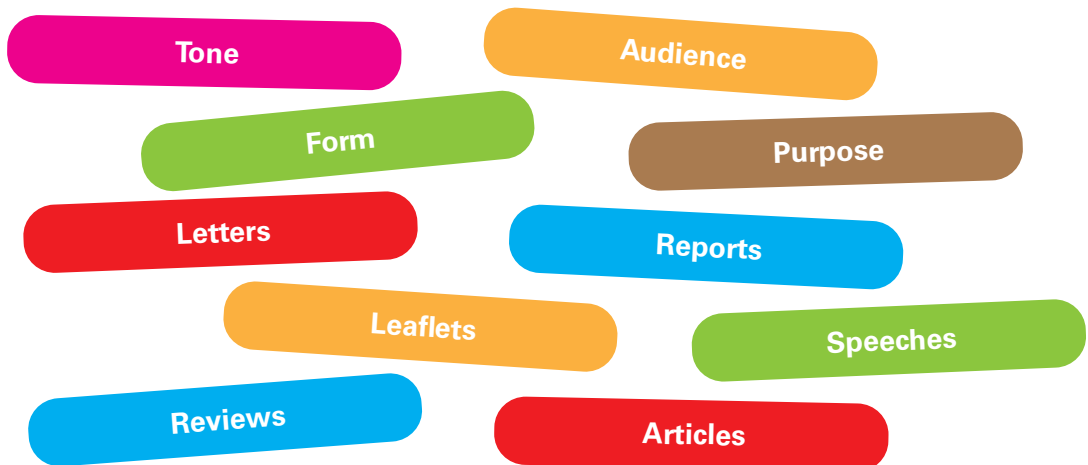 Tone
Audience
Form
Purpose
Letters
Reports
Leaflets
Speeches
Reviews
Articles